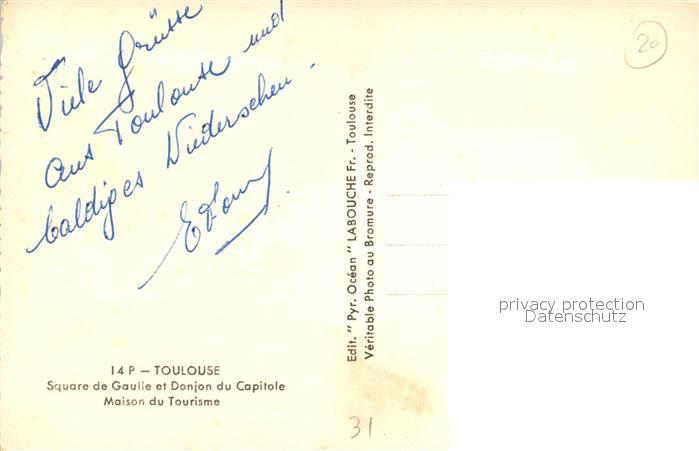 Viele Grüsse
aus Toulouse und
baldiges Wiedersehen.
20
Edit. "Pyr. Océan" LABOUCHE Fr. - Toulouse
Véritable Photo au Bromure - Reprod. Interdite
privacy protection
Datenschutz
14 P — TOULOUSE
Square de Gaulle et Donjon du Capitole
Maison du Tourisme
31